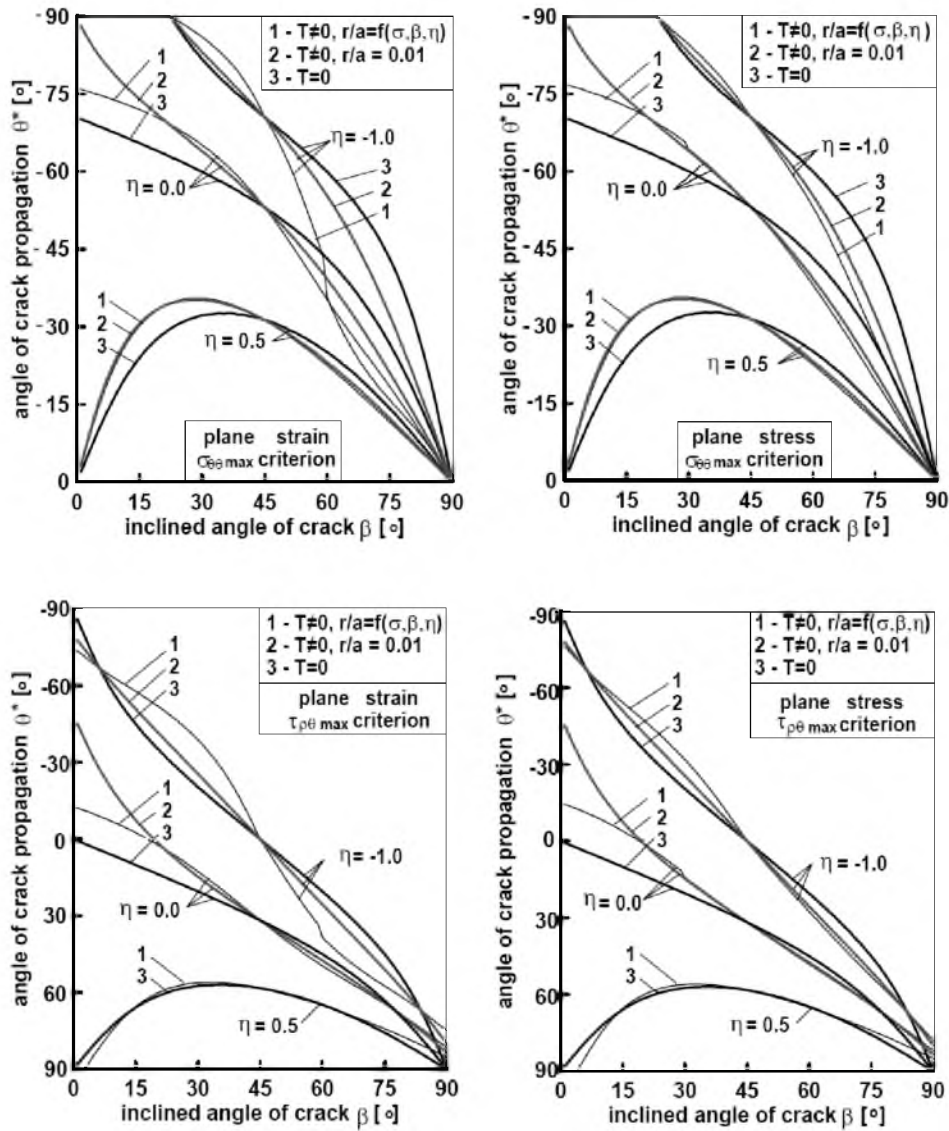 1 - T≠0, r/a=f(σ,β,η)
2 - T≠0, r/a = 0.01
3 - T=0
-90
-75
-60
-45
-30
-15
0
angle of crack propagation θ* [o]
1
2
3
η = -1.0
3
2
1
η = 0.0
1
2
3
η = 0.5
plane strain
σθθ max criterion
0 15 30 45 60 75 90
inclined angle of crack β [o]
1 - T≠0, r/a=f(σ,β,η)
2 - T≠0, r/a = 0.01
3 - T=0
-90
-75
-60
-45
-30
-15
0
angle of crack propagation θ* [o]
1
2
3
η = -1.0
3
2
1
η = 0.0
1
2
3
η = 0.5
plane stress
σθθ max criterion
0 15 30 45 60 75 90
inclined angle of crack β [o]
1 - T≠0, r/a=f(σ,β,η)
2 - T≠0, r/a = 0.01
3 - T=0
plane strain
τρθ max criterion
-90
-60
-30
0
30
60
90
angle of crack propagation θ* [o]
1
2
3
1
2
3
η = -1.0
η = 0.0
1
3
η = 0.5
0 15 30 45 60 75 90
inclined angle of crack β [o]
1 - T≠0, r/a=f(σ,β,η)
2 - T≠0, r/a = 0.01
3 - T=0
plane stress
τρθ max criterion
-90
-60
-30
0
30
60
90
angle of crack propagation θ* [o]
1
2
3
1
2
3
η = -1.0
η = 0.0
1
3
η = 0.5
0 15 30 45 60 75 90
inclined angle of crack β [o]